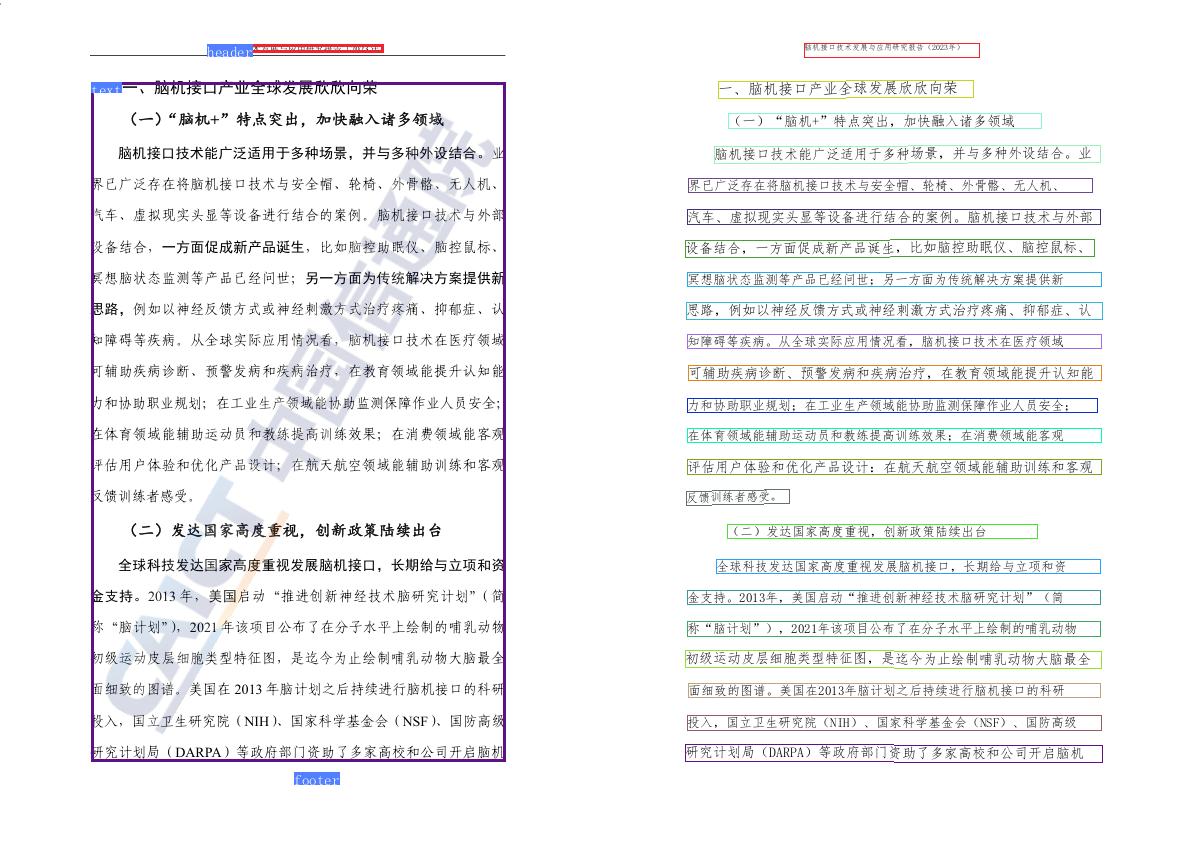 header
text 一、脑机接口产业全球发展欣欣向荣
（一）“脑机+”特点突出，加快融入诸多领域
脑机接口技术能广泛适用于多种场景，并与多种外设结合。业
界已广泛存在将脑机接口技术与安全帽、轮椅、外骨骼、无人机、
汽车、虚拟现实头显等设备进行结合的案例。脑机接口技术与外部
设备结合，一方面促成新产品诞生，比如脑控助眠仪、脑控鼠标、
冥想脑状态监测等产品已经问世；另一方面为传统解决方案提供新
思路，例如以神经反馈方式或神经刺激方式治疗疼痛、抑郁症、认
知障碍等疾病。从全球实际应用情况看，脑机接口技术在医疗领域
可辅助疾病诊断、预警发病和疾病治疗，在教育领域能提升认知能
力和协助职业规划；在工业生产领域能协助监测保障作业人员安全；
在体育领域能辅助运动员和教练提高训练效果；在消费领域能客观
评估用户体验和优化产品设计；在航天航空领域能辅助训练和客观
反馈训练者感受。
（二）发达国家高度重视，创新政策陆续出台
全球科技发达国家高度重视发展脑机接口，长期给与立项和资
金支持。2013 年，美国启动“推进创新神经技术脑研究计划”（简
称“脑计划”），2021 年该项目公布了在分子水平上绘制的哺乳动物
初级运动皮层细胞类型特征图，是迄今为止绘制哺乳动物大脑最全
面细致的图谱。美国在 2013 年脑计划之后持续进行脑机接口的科研
投入，国立卫生研究院（NIH）、国家科学基金会（NSF）、国防高级
研究计划局（DARPA）等政府部门资助了多家高校和公司开启脑机
footer
CAICT 中国信通院
脑机接口技术发展与应用研究报告（2023年）
一、脑机接口产业全球发展欣欣向荣
（一）“脑机+”特点突出，加快融入诸多领域
脑机接口技术能广泛适用于多种场景，并与多种外设结合。业
界已广泛存在将脑机接口技术与安全帽、轮椅、外骨骼、无人机、
汽车、虚拟现实头显等设备进行结合的案例。脑机接口技术与外部
设备结合，一方面促成新产品诞生，比如脑控助眠仪、脑控鼠标、
冥想脑状态监测等产品已经问世；另一方面为传统解决方案提供新
思路，例如以神经反馈方式或神经刺激方式治疗疼痛、抑郁症、认
知障碍等疾病。从全球实际应用情况看，脑机接口技术在医疗领域
可辅助疾病诊断、预警发病和疾病治疗，在教育领域能提升认知能
力和协助职业规划；在工业生产领域能协助监测保障作业人员安全；
在体育领域能辅助运动员和教练提高训练效果；在消费领域能客观
评估用户体验和优化产品设计：在航天航空领域能辅助训练和客观
反馈训练者感受。
（二）发达国家高度重视，创新政策陆续出台
全球科技发达国家高度重视发展脑机接口，长期给与立项和资
金支持。2013年，美国启动“推进创新神经技术脑研究计划”（简
称“脑计划”），2021年该项目公布了在分子水平上绘制的哺乳动物
初级运动皮层细胞类型特征图，是迄今为止绘制哺乳动物大脑最全
面细致的图谱。美国在2013年脑计划之后持续进行脑机接口的科研
投入，国立卫生研究院（NIH）、国家科学基金会（NSF）、国防高级
研究计划局（DARPA）等政府部门资助了多家高校和公司开启脑机